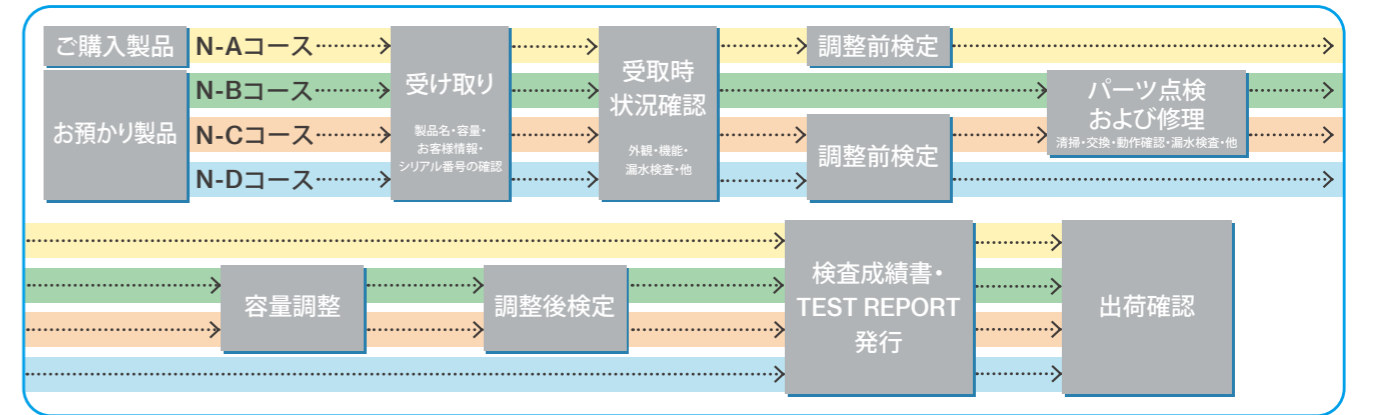 ご購入製品
お預かり製品
N-Aコース
N-Bコース
N-Cコース
N-Dコース
受け取り
製品名・容量・
お客様情報・
シリアル番号の確認
受取時
状況確認
外観・機能・
漏水検査・他
調整前検定
調整前検定
パーツ点検
および修理
清掃・交換・動作確認・漏水検査・他
容量調整
調整後検定
検査成績書・
TEST REPORT
発行
出荷確認